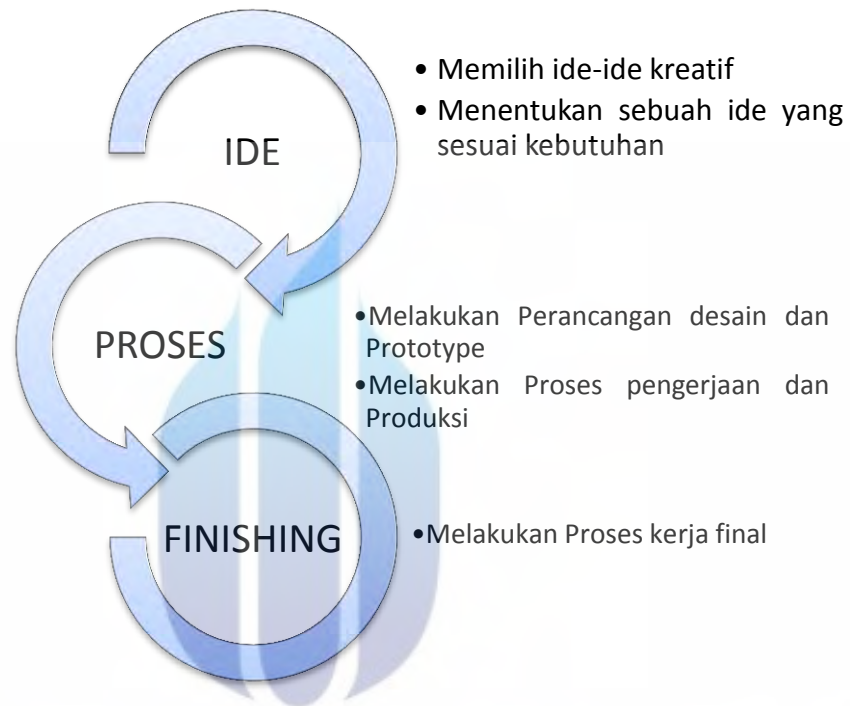 IDE
• Memilih ide-ide kreatif
• Menentukan sebuah ide yang
sesuai kebutuhan
PROSES
•Melakukan Perancangan desain dan
Prototype
•Melakukan Proses pengerjaan dan
Produksi
FINISHING
•Melakukan Proses kerja final